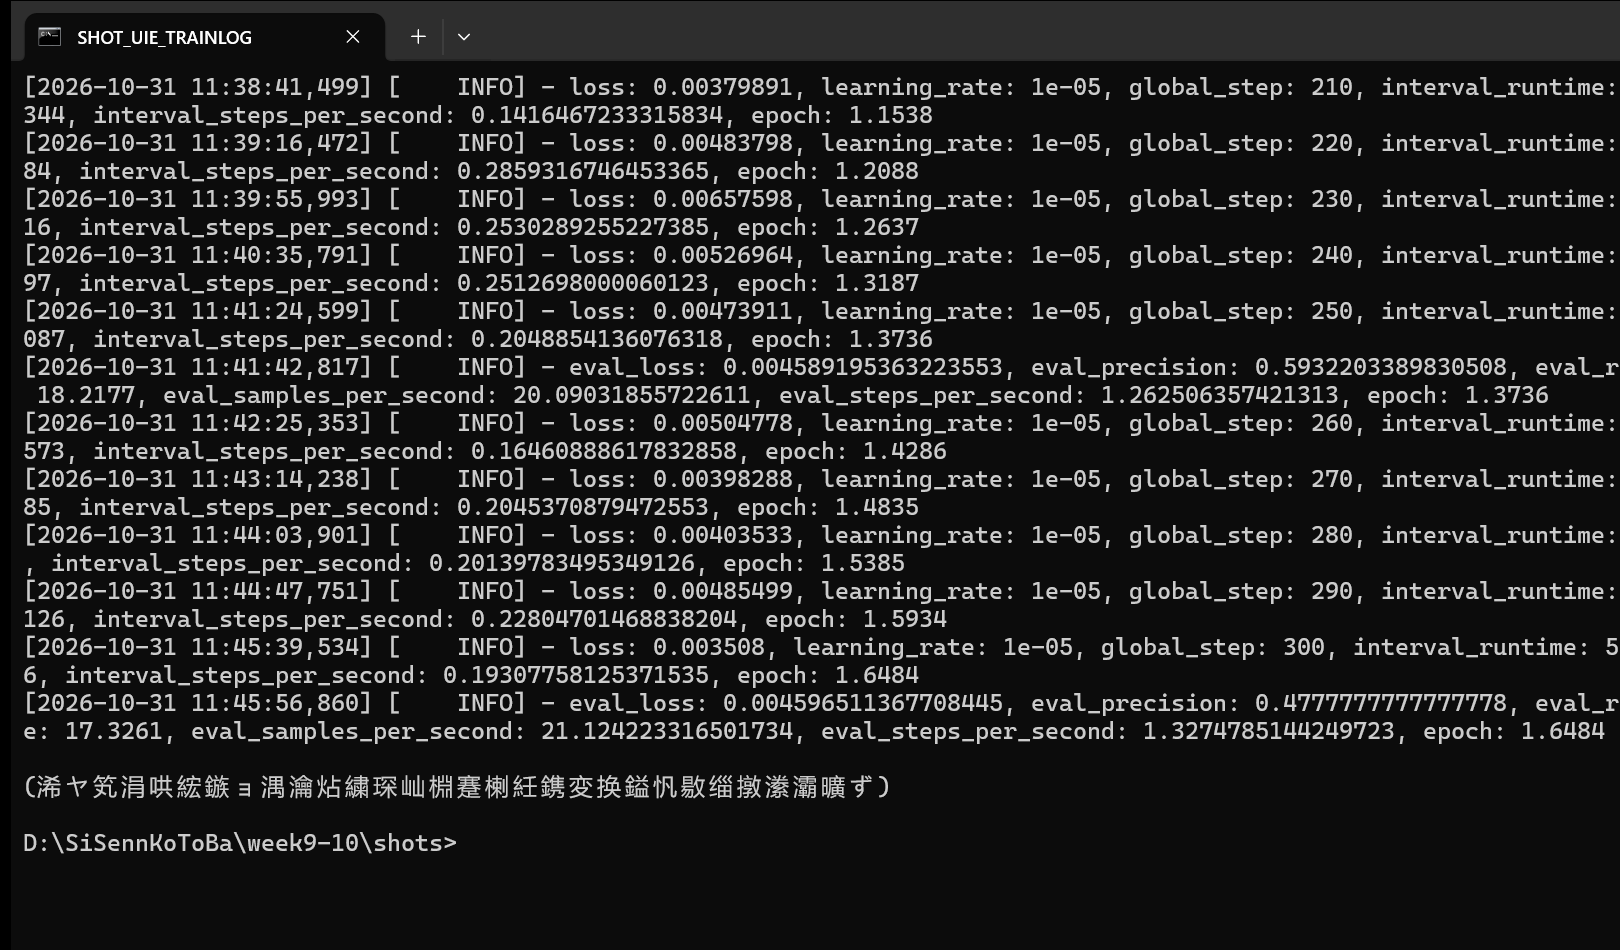 SHOT_UIE_TRAINLOG
[2026-10-31 11:38:41,499] [    INFO] - loss: 0.00379891, learning_rate: 1e-05, global_step: 210, interval_runtime:
344, interval_steps_per_second: 0.1416467233315834, epoch: 1.1538
[2026-10-31 11:39:16,472] [    INFO] - loss: 0.00483798, learning_rate: 1e-05, global_step: 220, interval_runtime:
84, interval_steps_per_second: 0.2859316746453365, epoch: 1.2088
[2026-10-31 11:39:55,993] [    INFO] - loss: 0.00657598, learning_rate: 1e-05, global_step: 230, interval_runtime:
16, interval_steps_per_second: 0.2530289255227385, epoch: 1.2637
[2026-10-31 11:40:35,791] [    INFO] - loss: 0.00526964, learning_rate: 1e-05, global_step: 240, interval_runtime:
97, interval_steps_per_second: 0.2512698000060123, epoch: 1.3187
[2026-10-31 11:41:24,599] [    INFO] - loss: 0.00473911, learning_rate: 1e-05, global_step: 250, interval_runtime:
087, interval_steps_per_second: 0.2048854136076318, epoch: 1.3736
[2026-10-31 11:41:42,817] [    INFO] - eval_loss: 0.004589195363223553, eval_precision: 0.5932203389830508, eval_r
18.2177, eval_samples_per_second: 20.09031855722611, eval_steps_per_second: 1.262506357421313, epoch: 1.3736
[2026-10-31 11:42:25,353] [    INFO] - loss: 0.00504778, learning_rate: 1e-05, global_step: 260, interval_runtime:
573, interval_steps_per_second: 0.16460888617832858, epoch: 1.4286
[2026-10-31 11:43:14,238] [    INFO] - loss: 0.00398288, learning_rate: 1e-05, global_step: 270, interval_runtime:
85, interval_steps_per_second: 0.2045370879472553, epoch: 1.4835
[2026-10-31 11:44:03,901] [    INFO] - loss: 0.00403533, learning_rate: 1e-05, global_step: 280, interval_runtime:
, interval_steps_per_second: 0.20139783495349126, epoch: 1.5385
[2026-10-31 11:44:47,751] [    INFO] - loss: 0.00485499, learning_rate: 1e-05, global_step: 290, interval_runtime:
126, interval_steps_per_second: 0.22804701468838204, epoch: 1.5934
[2026-10-31 11:45:39,534] [    INFO] - loss: 0.003508, learning_rate: 1e-05, global_step: 300, interval_runtime: 5
6, interval_steps_per_second: 0.193077758125371535, epoch: 1.6484
[2026-10-31 11:45:56,860] [    INFO] - eval_loss: 0.004596511367708445, eval_precision: 0.4777777777777778, eval_r
e: 17.3261, eval_samples_per_second: 21.124223316501734, eval_steps_per_second: 1.3274785144249723, epoch: 1.6484
D:\SiSennKoToBa\week9-10\shots>